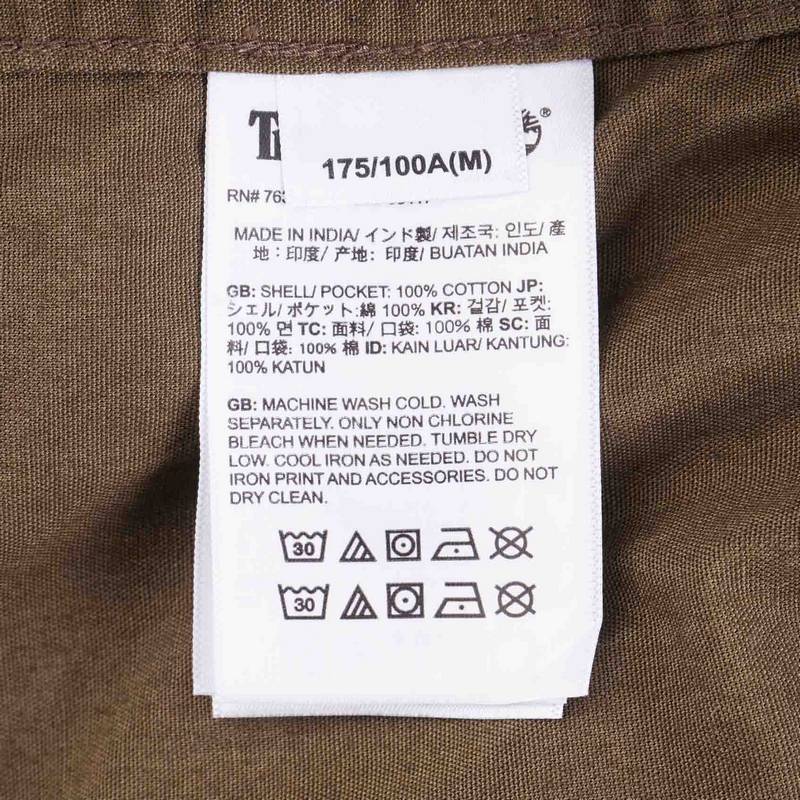 175/100A(M)
RN# 763
MADE IN INDIA/ インド製/ 제조국: 인도/ 產
地：印度/ 产地：印度/ BUATAN INDIA
GB: SHELL/ POCKET: 100% COTTON JP:
シェル/ ポケット:綿 100% KR: 겉감/ 포켓:
100% 면 TC: 面料/ 口袋: 100% 棉 SC: 面
料/ 口袋: 100% 棉 ID: KAIN LUAR/ KANTUNG:
100% KATUN
GB: MACHINE WASH COLD. WASH
SEPARATELY. ONLY NON CHLORINE
BLEACH WHEN NEEDED. TUMBLE DRY
LOW. COOL IRON AS NEEDED. DO NOT
IRON PRINT AND ACCESSORIES. DO NOT
DRY CLEAN.
30
30